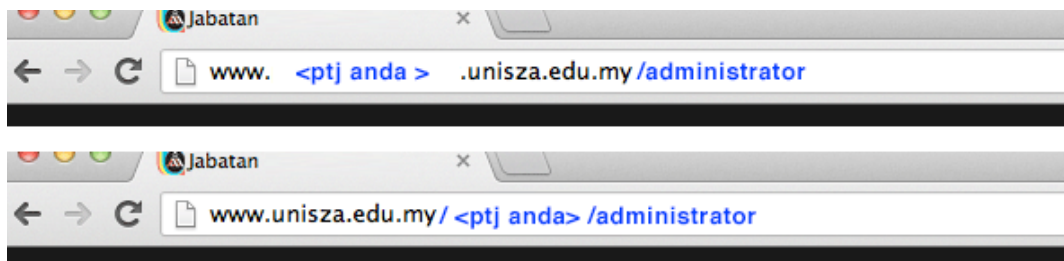 Jabatan
www. <ptj anda > .unisza.edu.my/administrator
Jabatan
www.unisza.edu.my/ <ptj anda> /administrator